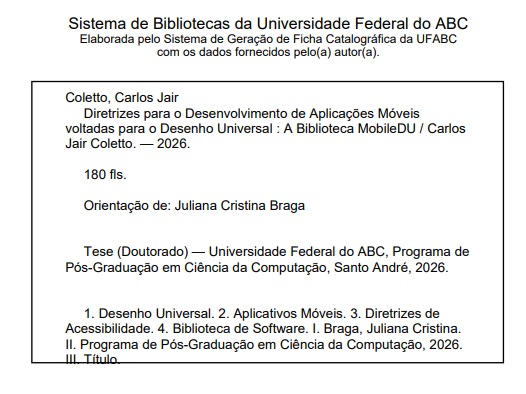 Sistema de Bibliotecas da Universidade Federal do ABC
Elaborada pelo Sistema de Geração de Ficha Catalográfica da UFABC
com os dados fornecidos pelo(a) autor(a).
Coletto, Carlos Jair
Diretrizes para o Desenvolvimento de Aplicações Móveis
voltadas para o Desenho Universal : A Biblioteca MobileDU / Carlos
Jair Coletto. — 2026.
180 fls.
Orientação de: Juliana Cristina Braga
Tese (Doutorado) — Universidade Federal do ABC, Programa de
Pós-Graduação em Ciência da Computação, Santo André, 2026.
1. Desenho Universal. 2. Aplicativos Móveis. 3. Diretrizes de
Acessibilidade. 4. Biblioteca de Software. I. Braga, Juliana Cristina.
II. Programa de Pós-Graduação em Ciência da Computação, 2026.
III. Título.